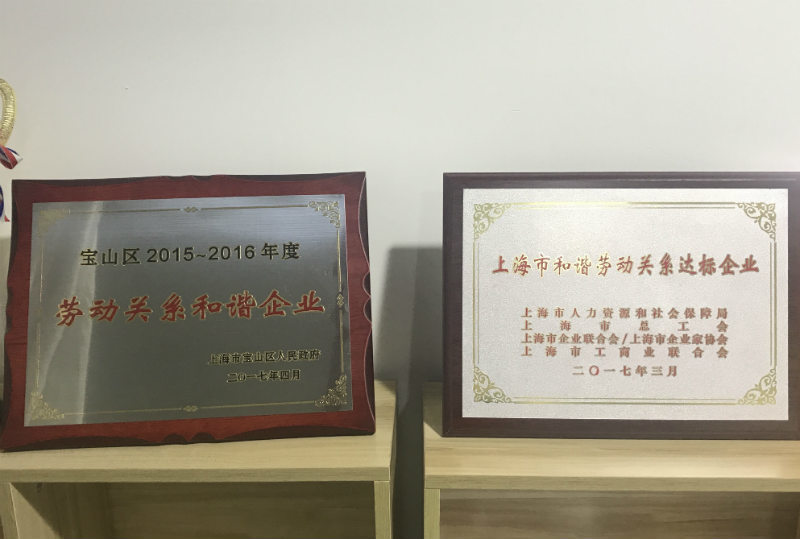 宝山区 2015~2016 年度
劳动关系和谐企业
上海市宝山区人民政府
二〇一七年四月
上海市和谐劳动关系达标企业
上海市人力资源和社会保障局
上海市总工会
上海市企业联合会/上海市企业家协会
上海市工商业联合会
二〇一七年三月